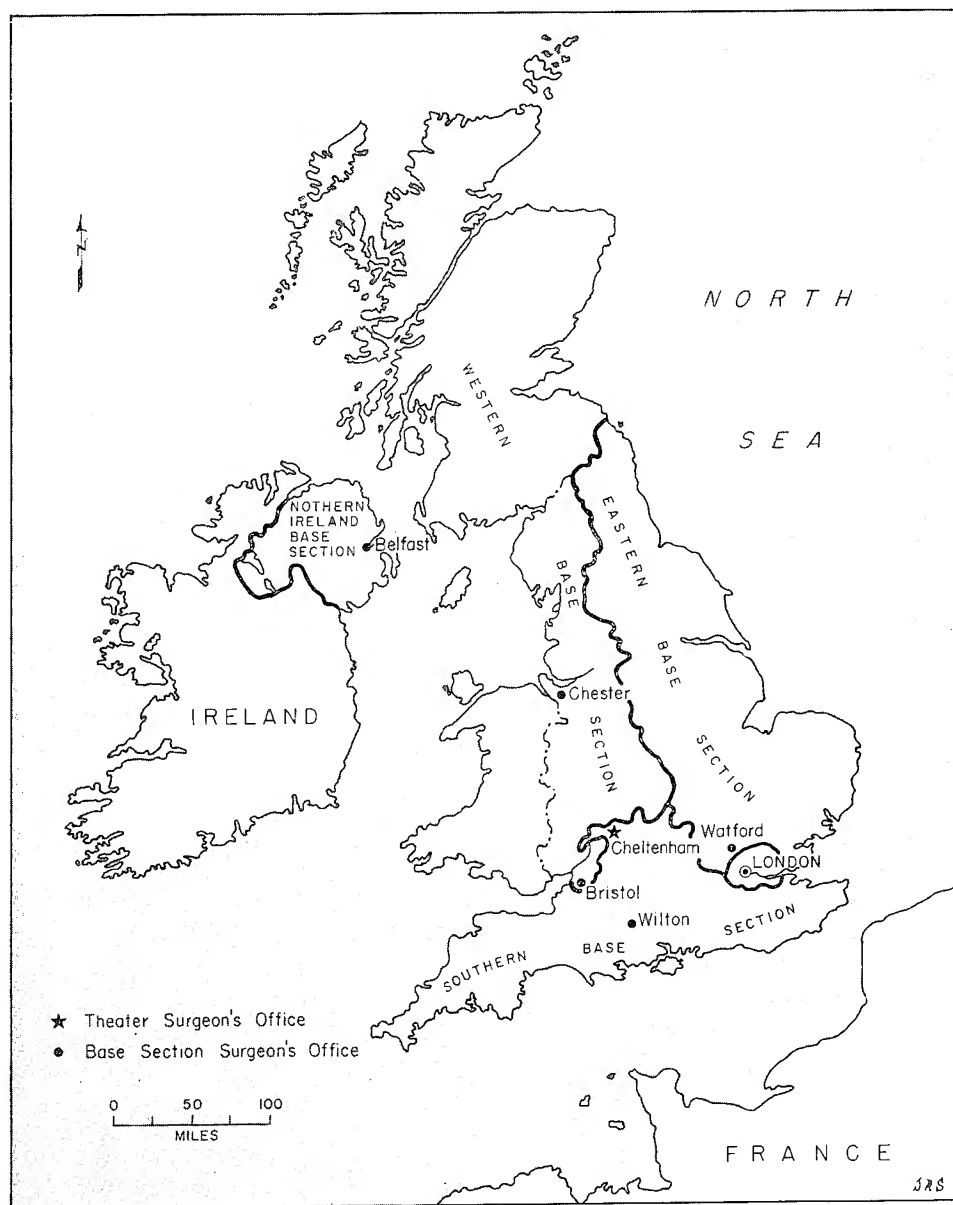 N
NORTH
SEA
WESTERN
BASE
SECTION
EASTERN
BASE
SECTION
NOTHERN
IRELAND
BASE
SECTION
Belfast
IRELAND
Chester
Cheltenham
Watford
LONDON
Bristol
Wilton
SOUTHERN BASE SECTION
★ Theater Surgeon's Office
Base Section Surgeon's Office
0 50 100
MILES
FRANCE
JRS